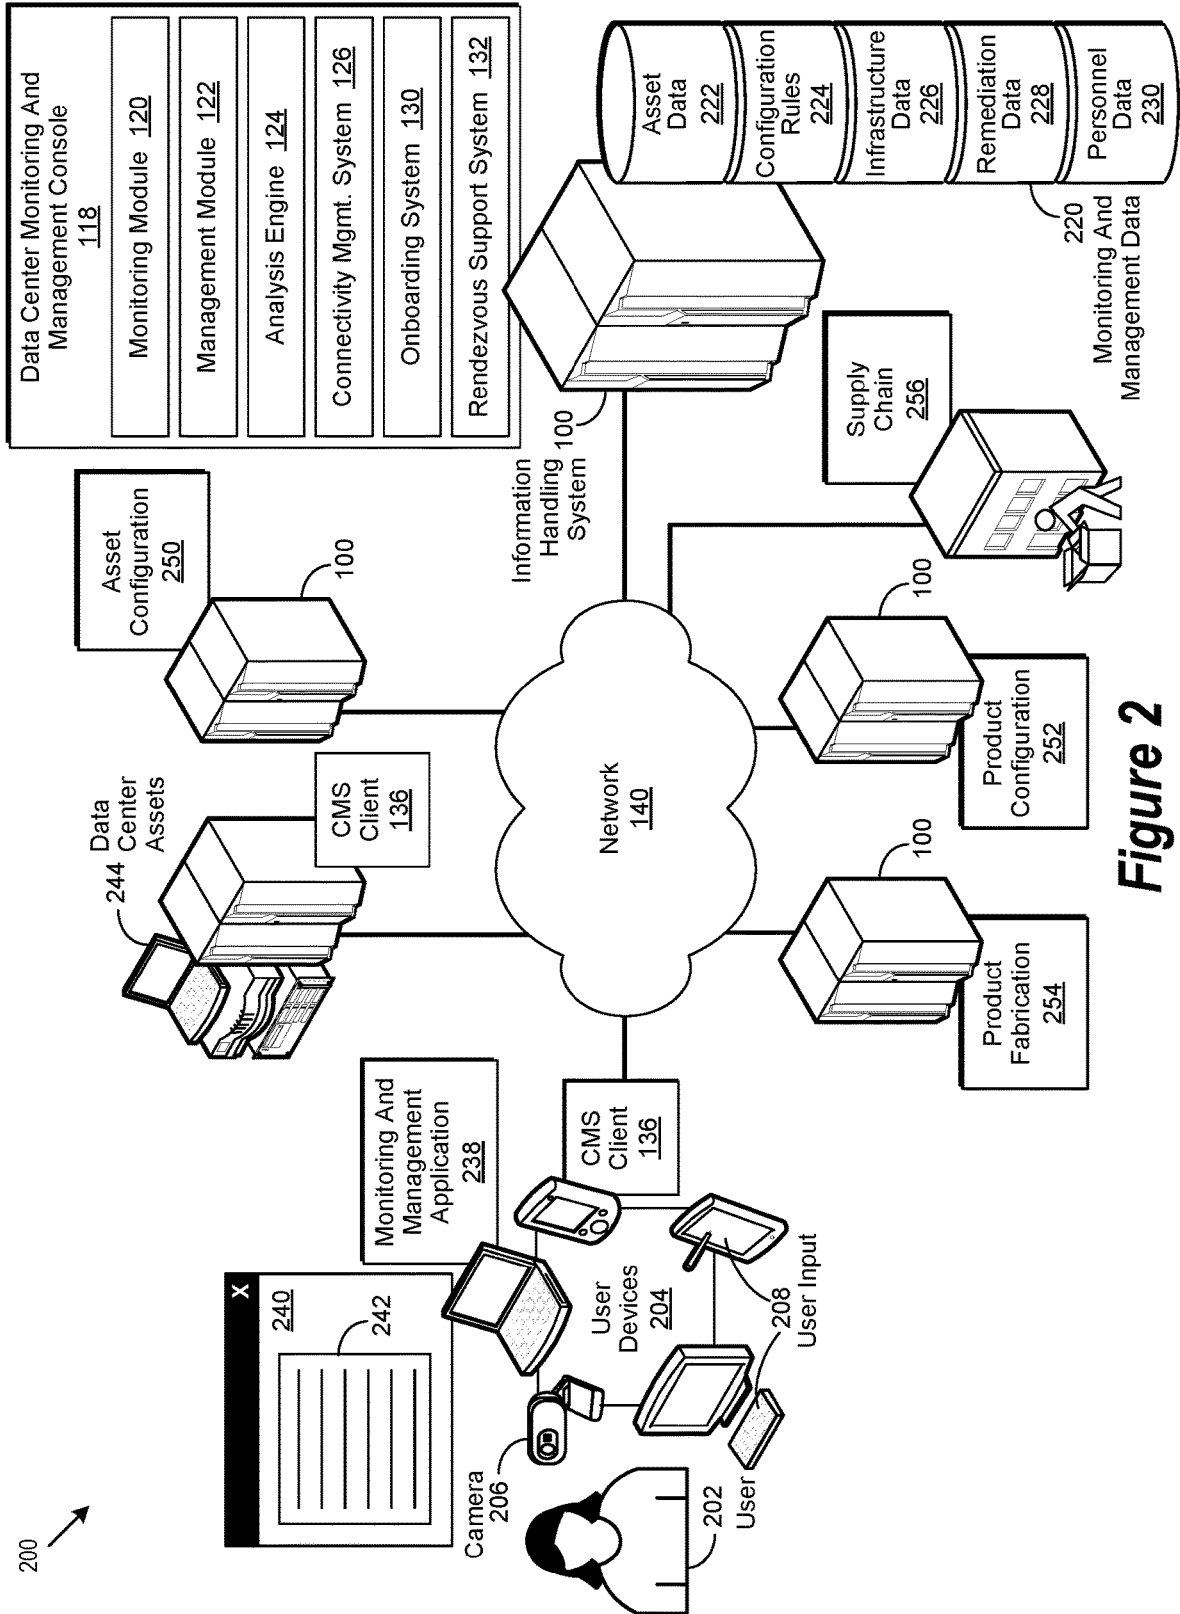 200
240
X
242
Monitoring And
Management
Application
238
Camera
206
User
Devices
204
208
User Input
202
User
CMS
Client
136
244
Data
Center
Assets
CMS
Client
136
Asset
Configuration
250
100
Network
140
Product
Fabrication
254
100
Product
Configuration
252
100
Supply
Chain
256
Information
Handling
System
100
Data Center Monitoring And
Management Console
118
Monitoring Module 120
Management Module 122
Analysis Engine 124
Connectivity Mgmt. System 126
Onboarding System 130
Rendezvous Support System 132
Asset
Data
222
Configuration
Rules
224
Infrastructure
Data
226
Remediation
Data
228
Personnel
Data
230
220
Monitoring And
Management Data
Figure 2